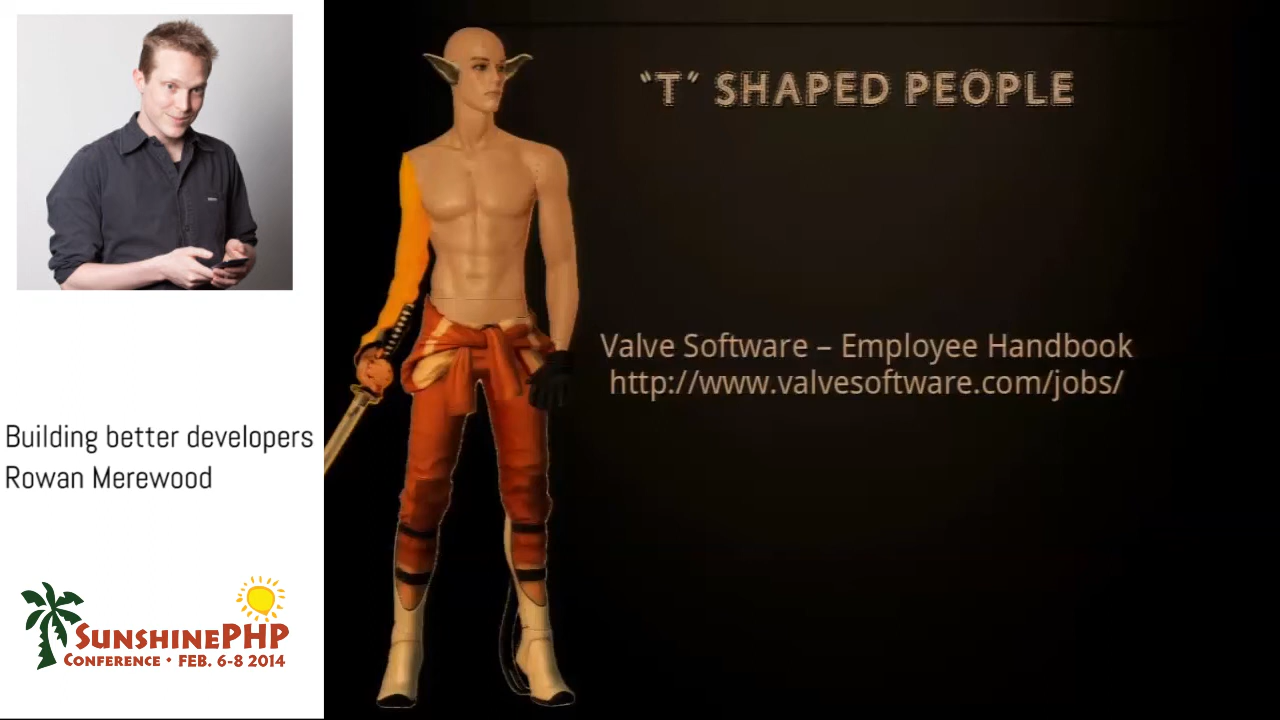 "T" SHAPED PEOPLE
Valve Software – Employee Handbook
http://www.valvesoftware.com/jobs/
Building better developers
Rowan Merewood
SUNSHINEPHP
CONFERENCE • FEB. 6-8 2014